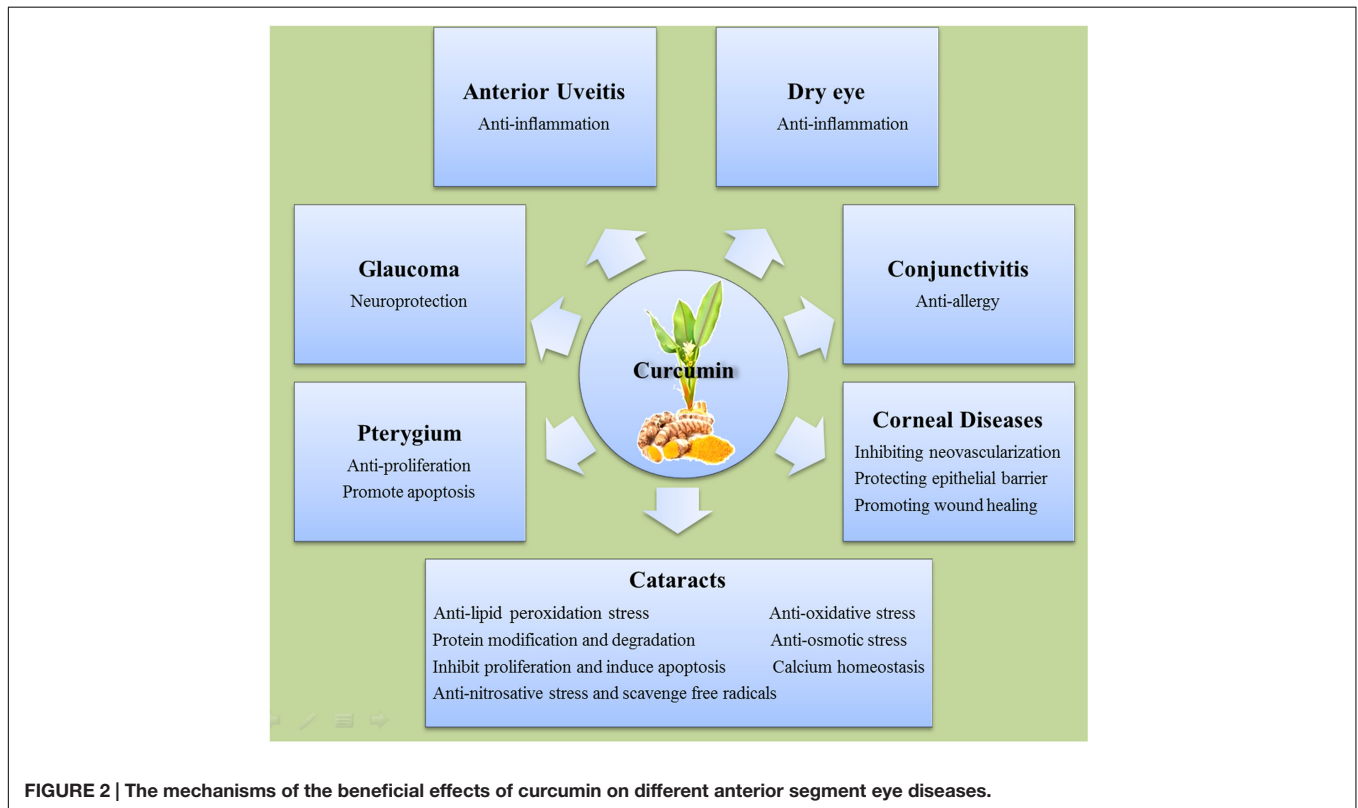 Anterior Uveitis
Anti-inflammation
Dry eye
Anti-inflammation
Glaucoma
Neuroprotection
Conjunctivitis
Anti-allergy
Curcumin
Pterygium
Anti-proliferation
Promote apoptosis
Corneal Diseases
Inhibiting neovascularization
Protecting epithelial barrier
Promoting wound healing
Cataracts
Anti-lipid peroxidation stress Anti-oxidative stress
Protein modification and degradation Anti-osmotic stress
Inhibit proliferation and induce apoptosis Calcium homeostasis
Anti-nitrosative stress and scavenge free radicals
FIGURE 2 | The mechanisms of the beneficial effects of curcumin on different anterior segment eye diseases.